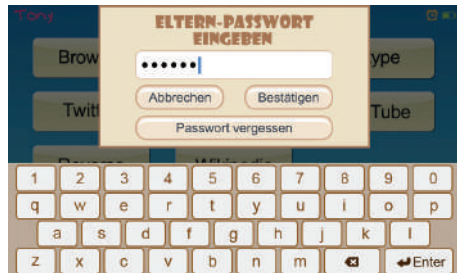 Tony
ELTERN-PASSWORT
EINGEBEN
••••••
Brow
ype
Abbrechen
Bestätigen
Twitt
Tube
Passwort vergessen
1 2 3 4 5 6 7 8 9 0
q w e r t y u i o p
a s d f g h j k l
z x c v b n m Enter